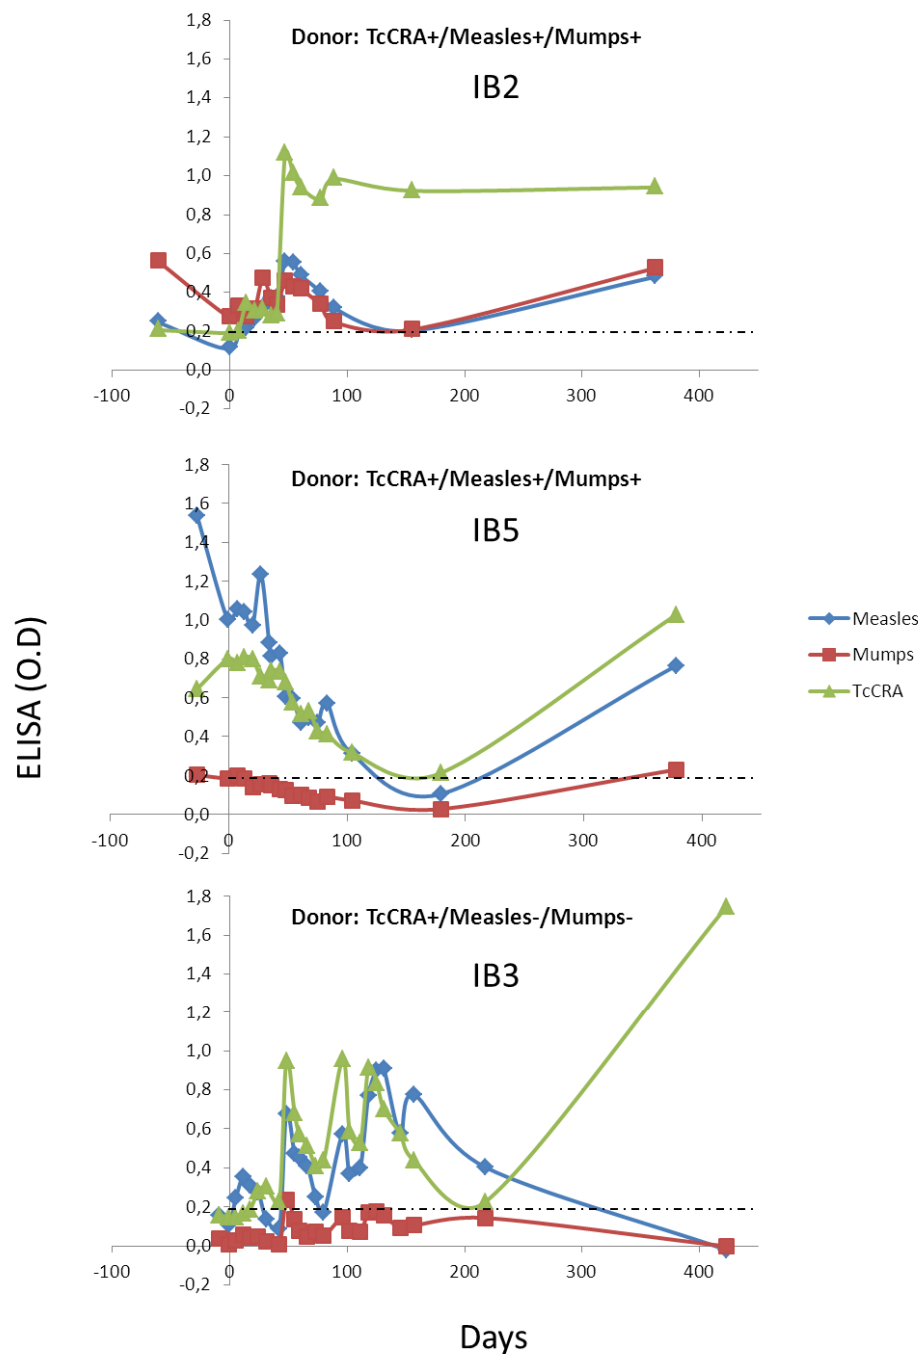 1,8
Donor: TcCRA+/Measles+/Mumps+
1,6
IB2
1,4
1,2
1,0
0,8
0,6
0,4
0,2
0,0
-100 0 100 200 300 400
-0,2
1,8
Donor: TcCRA+/Measles+/Mumps+
1,6
IB5
1,4
1,2
1,0
0,8
0,6
0,4
0,2
0,0
-100 0 100 200 300 400
-0,2
1,8
Donor: TcCRA+/Measles-/Mumps-
1,6
IB3
1,4
1,2
1,0
0,8
0,6
0,4
0,2
0,0
-100 0 100 200 300 400
-0,2
ELISA (O.D)
Measles
Mumps
TcCRA
Days